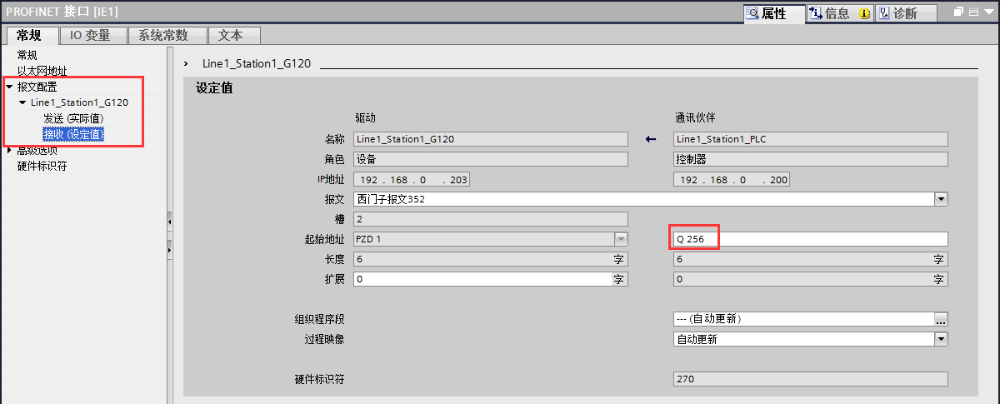 PROFINET 接口 [IE1]
属性 信息 诊断
常规 IO 变量 系统常数 文本
常规
以太网地址
报文配置
Line1_Station1_G120
发送 (实际值)
接收 (设定值)
高级选项
硬件标识符
Line1_Station1_G120
设定值
驱动 通讯伙伴
名称 Line1_Station1_G120 Line1_Station1_PLC
角色 设备 控制器
IP地址 192 . 168 . 0 . 203 192 . 168 . 0 . 200
报文 西门子报文352
槽 2
起始地址 PZD 1 Q 256
长度 6 字 6 字
扩展 0 字 0 字
组织程序段 --- (自动更新) ...
过程映像 自动更新
硬件标识符 270